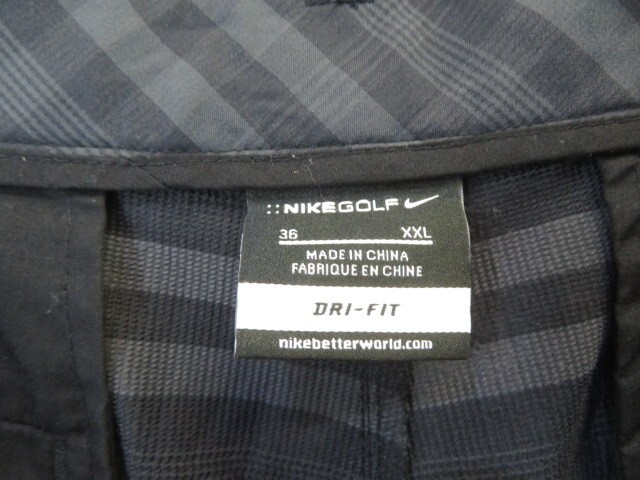 NIKEGOLF
36 XXL
MADE IN CHINA
FABRIQUE EN CHINE
DRI-FIT
nikebetterworld.com